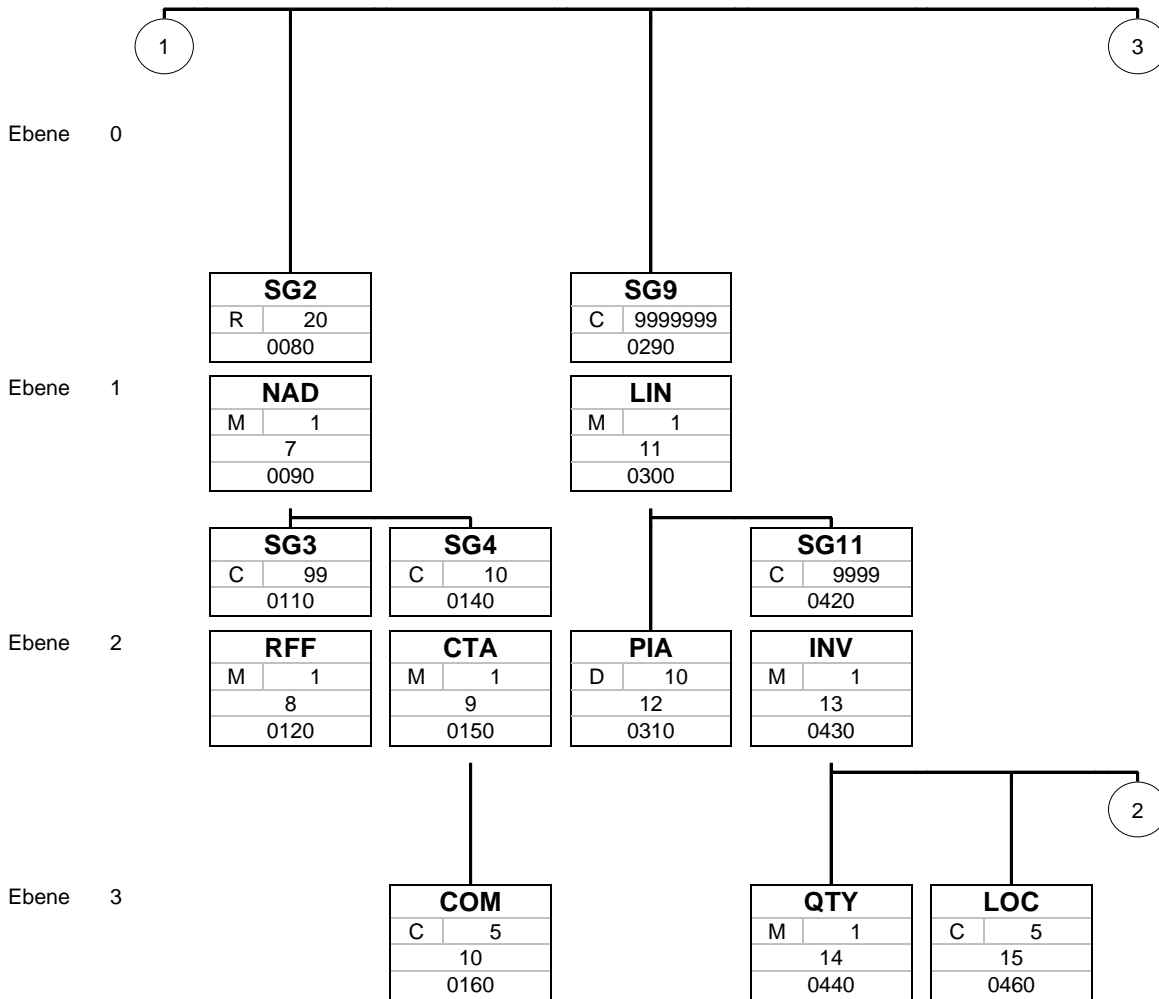 1 3
Ebene 0
SG2 SG9
R 20 C 9999999
0080 0290
Ebene 1
NAD LIN
M 1 M 1
7 11
0090 0300
SG3 SG4 SG11
C 99 C 10 C 9999
0110 0140 0420
Ebene 2
RFF CTA PIA INV
M 1 M 1 D 10 M 1
8 9 12 13
0120 0150 0310 0430
2
Ebene 3
COM QTY LOC
C 5 M 1 C 5
10 14 15
0160 0440 0460